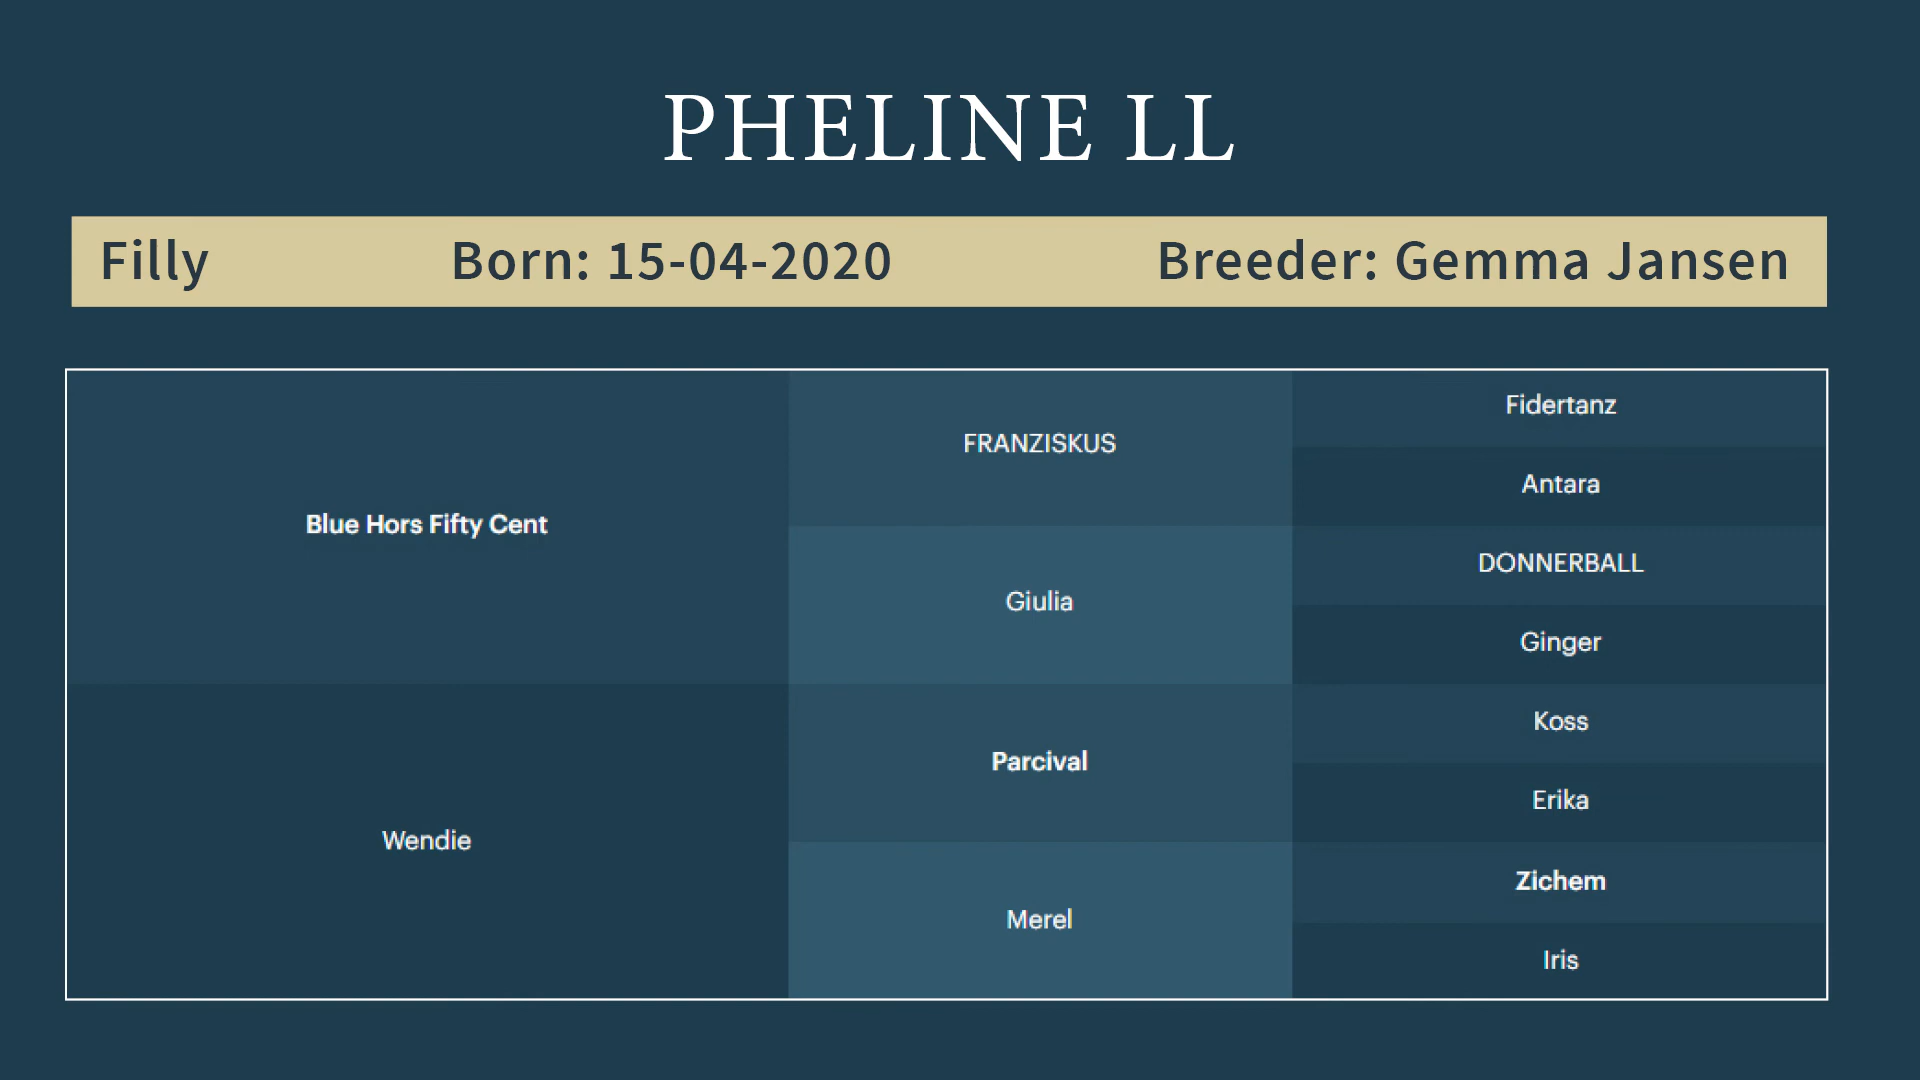 PHELINE LL
Filly Born: 15-04-2020 Breeder: Gemma Jansen
Blue Hors Fifty Cent
FRANZISKUS
Fidertanz
Antara
Giulia
DONNERBALL
Ginger
Wendie
Parcival
Koss
Erika
Merel
Zichem
Iris